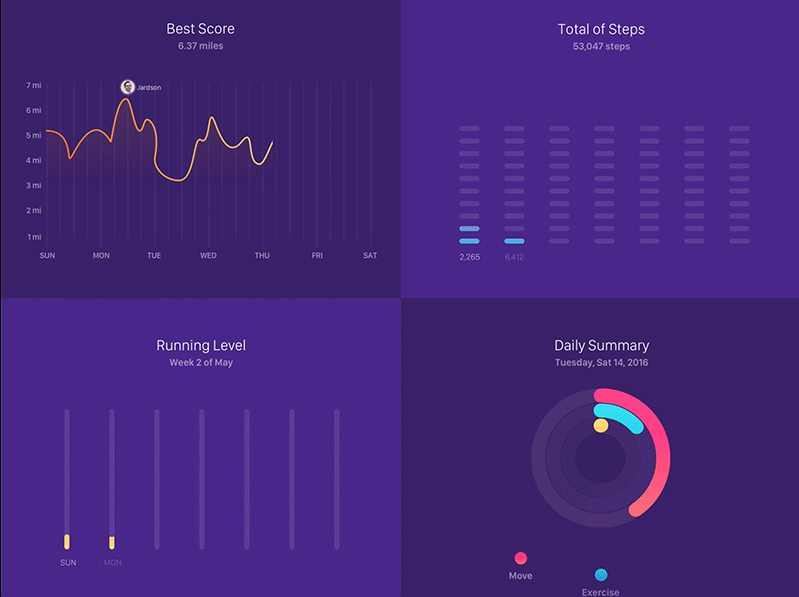 Best Score
6.37 miles
7 mi
Jardson
6 mi
5 mi
4 mi
3 mi
2 mi
1 mi
SUN MON TUE WED THU FRI SAT
Total of Steps
53,047 steps
2,265 6,412
Running Level
Week 2 of May
SUN MON
Daily Summary
Tuesday, Sat 14, 2016
Move
Exercise